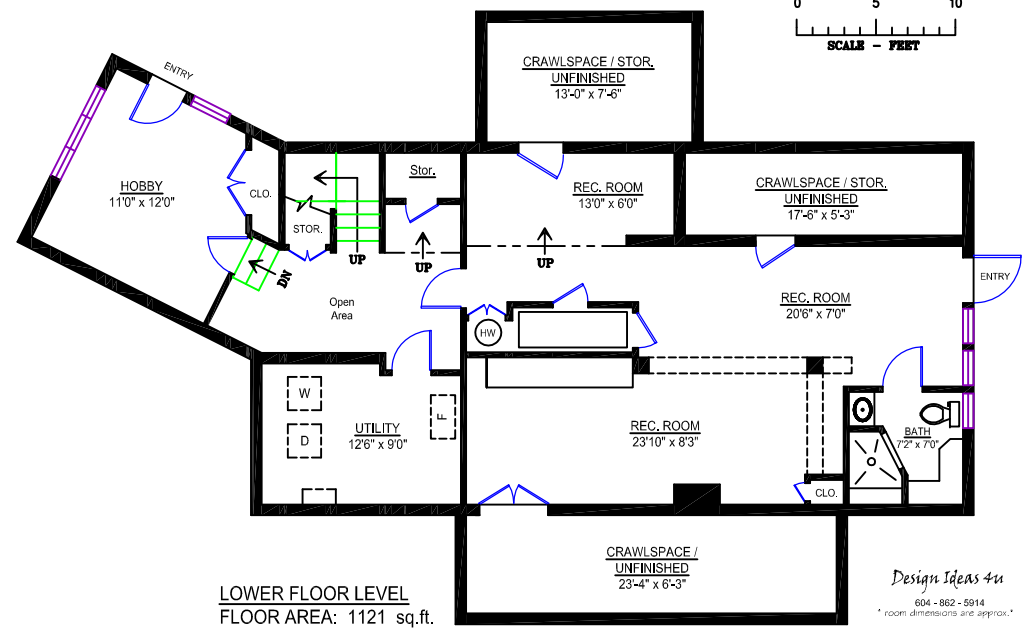 0 5 10
SCALE - FEET
CRAWLSPACE / STOR.
UNFINISHED
13'-0" x 7'-6"
ENTRY
HOBBY
11'0" x 12'0"
CLO.
STOR.
UP
DN
Stor.
UP
REC. ROOM
13'0" x 6'0"
UP
CRAWLSPACE / STOR.
UNFINISHED
17'-6" x 5'-3"
ENTRY
Open
Area
REC. ROOM
20'6" x 7'0"
HW
W
D
F
UTILITY
12'6" x 9'0"
REC. ROOM
23'10" x 8'3"
BATH
7'2" x 7'0"
CLO.
CRAWLSPACE /
UNFINISHED
23'-4" x 6'-3"
LOWER FLOOR LEVEL
FLOOR AREA: 1121 sq.ft.
Design Ideas 4u
604 - 862 - 5914
* room dimensions are approx.*